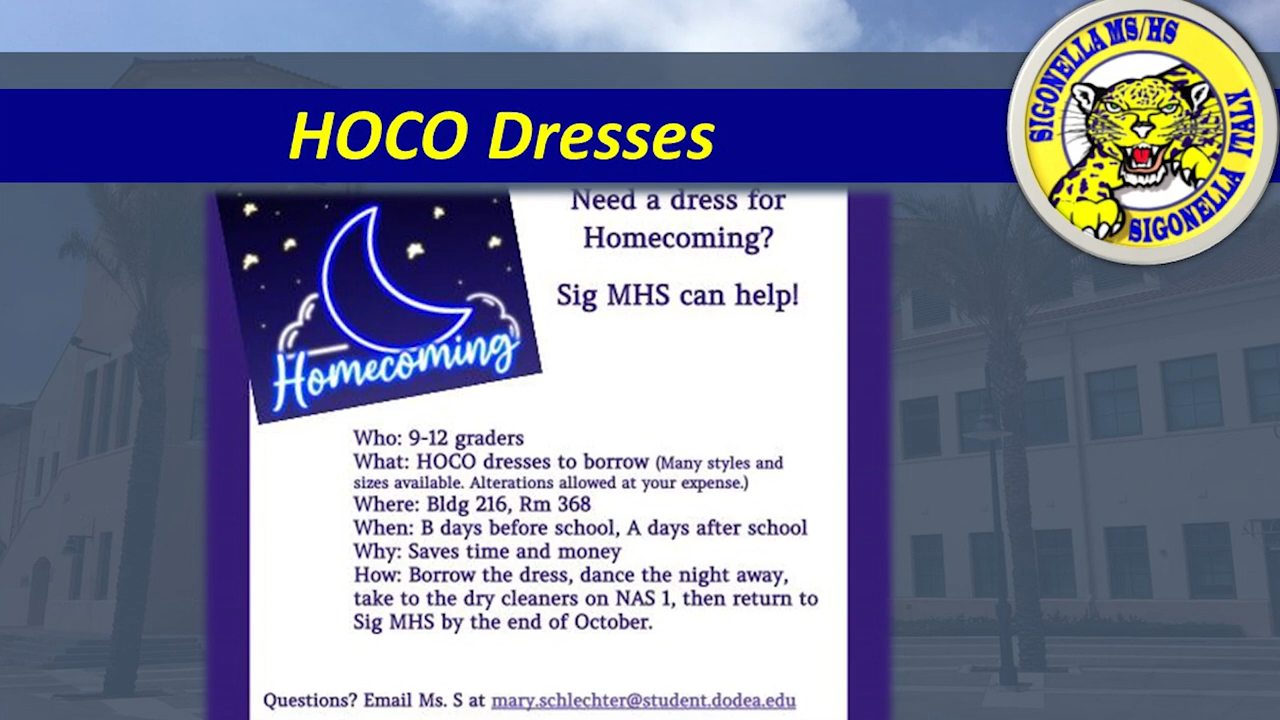 SIGONELLA MS/HS
SIGONELLA ITALY
HOCO Dresses
Need a dress for
Homecoming?
Sig MHS can help!
Homecoming
Who: 9-12 graders
What: HOCO dresses to borrow (Many styles and
sizes available. Alterations allowed at your expense.)
Where: Bldg 216, Rm 368
When: B days before school, A days after school
Why: Saves time and money
How: Borrow the dress, dance the night away,
take to the dry cleaners on NAS 1, then return to
Sig MHS by the end of October.
Questions? Email Ms. S at mary.schlechter@student.dodea.edu